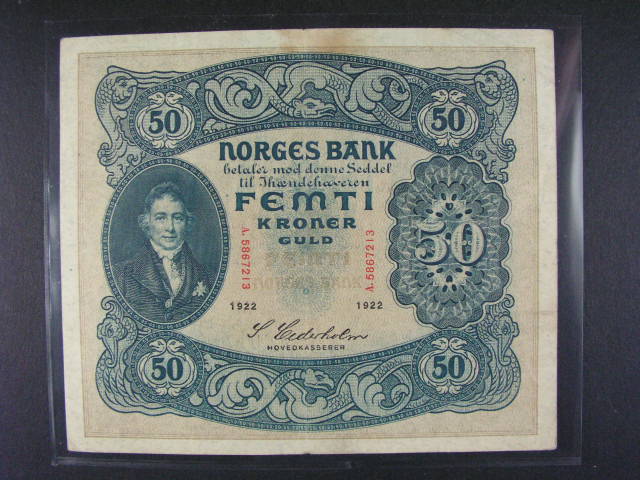 50 50
NORGES BANK
betaler mod denne Seddel
til Ihændehaveren
FEMTI
KRONER
GULD
50
A. 5867213 A. 5867213
1922 1922
S. Cederholm
HOVEDKASSERER
50 50